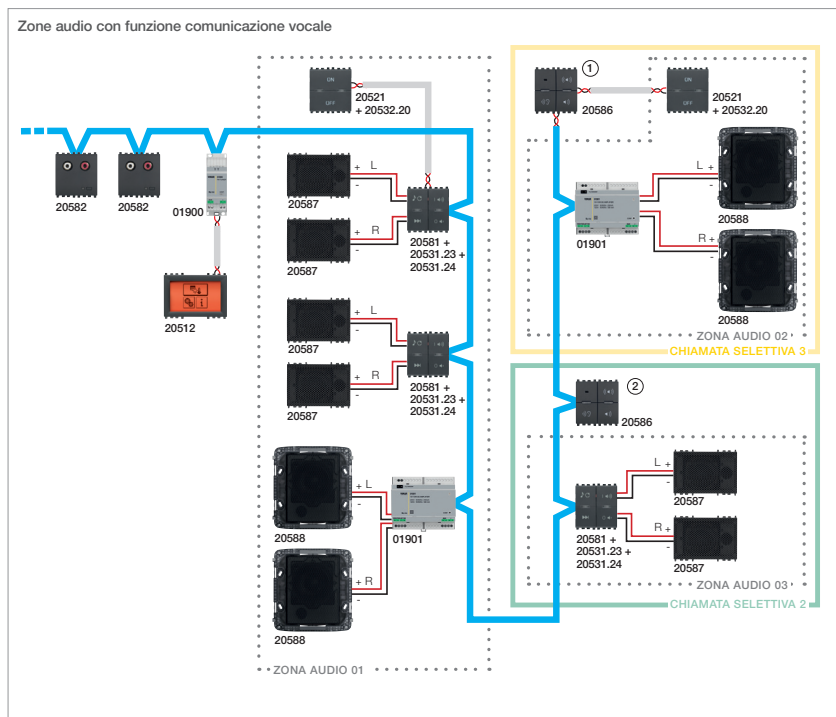 Zone audio con funzione comunicazione vocale
20582
20582
01900
20512
ON
OFF
20521
+ 20532.20
20587
+ L
-
20587
+ R
-
20581 +
20531.23 +
20531.24
20587
+ L
-
20587
+ R
-
20581 +
20531.23 +
20531.24
20588
+ L
-
20588
+ R
-
01901
ZONA AUDIO 01
1
20586
ON
OFF
20521
+ 20532.20
01901
L +
-
20588
R +
-
20588
ZONA AUDIO 02
CHIAMATA SELETTIVA 3
2
20586
20581 +
20531.23 +
20531.24
L +
-
20587
R +
-
20587
ZONA AUDIO 03
CHIAMATA SELETTIVA 2